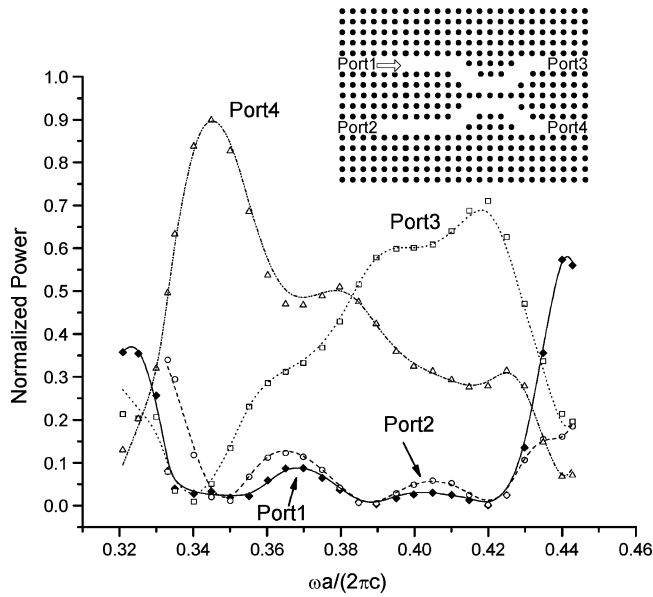 Port1 Port3
Port2 Port4
1.0
0.9
0.8
0.7
0.6
0.5
0.4
0.3
0.2
0.1
0.0
Normalized Power
Port4
Port3
Port2
Port1
0.32 0.34 0.36 0.38 0.40 0.42 0.44 0.46
ωa/(2πc)